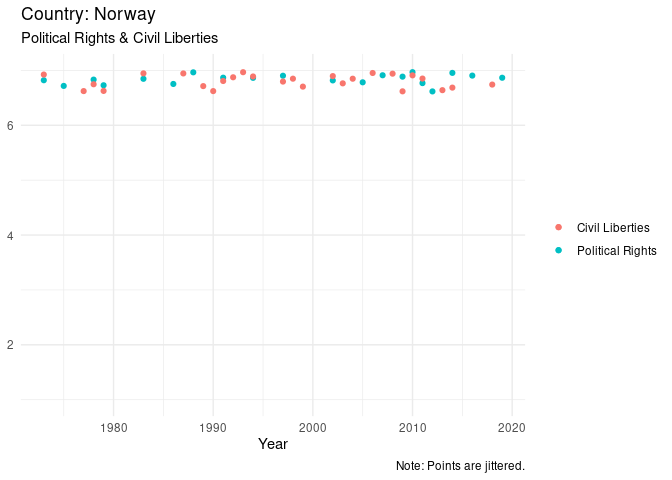 Country: Norway
Political Rights & Civil Liberties
6
4
2
1980 1990 2000 2010 2020
Year
Civil Liberties
Political Rights
Note: Points are jittered.